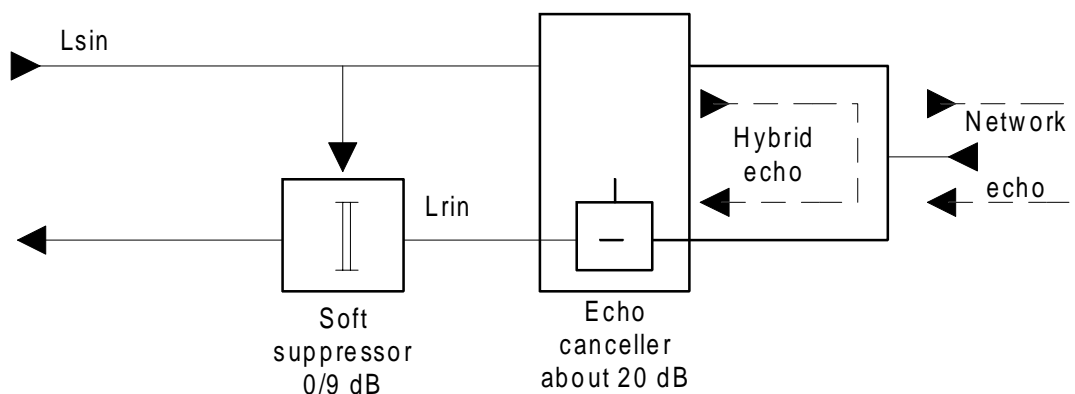 Lsin
Network
Hybrid
echo
echo
Lrin
Soft
suppressor
0/9 dB
Echo
canceller
about 20 dB